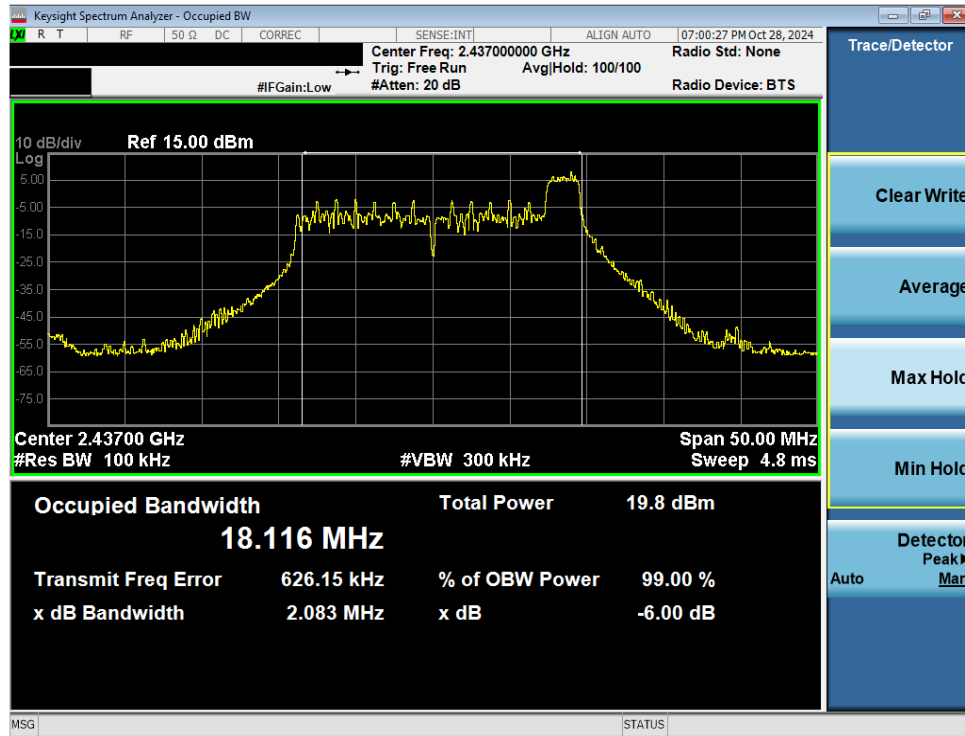 Keysight Spectrum Analyzer - Occupied BW
LXI R T RF 50 Ω DC CORREC SENSE:INT ALIGN AUTO 07:00:27 PM Oct 28, 2024
Center Freq: 2.437000000 GHz Radio Std: None
Trig: Free Run Avg|Hold: 100/100
#IFGain:Low #Atten: 20 dB Radio Device: BTS
10 dB/div Ref 15.00 dBm
Log
5.00
-5.00
-15.0
-25.0
-35.0
-45.0
-55.0
-65.0
-75.0
Center 2.43700 GHz Span 50.00 MHz
#Res BW 100 kHz #VBW 300 kHz Sweep 4.8 ms
Occupied Bandwidth Total Power 19.8 dBm
18.116 MHz
Transmit Freq Error 626.15 kHz % of OBW Power 99.00 %
x dB Bandwidth 2.083 MHz x dB -6.00 dB
MSG STATUS
Trace/Detector
Clear Write
Average
Max Hold
Min Hold
Detector
Peak
Auto Man